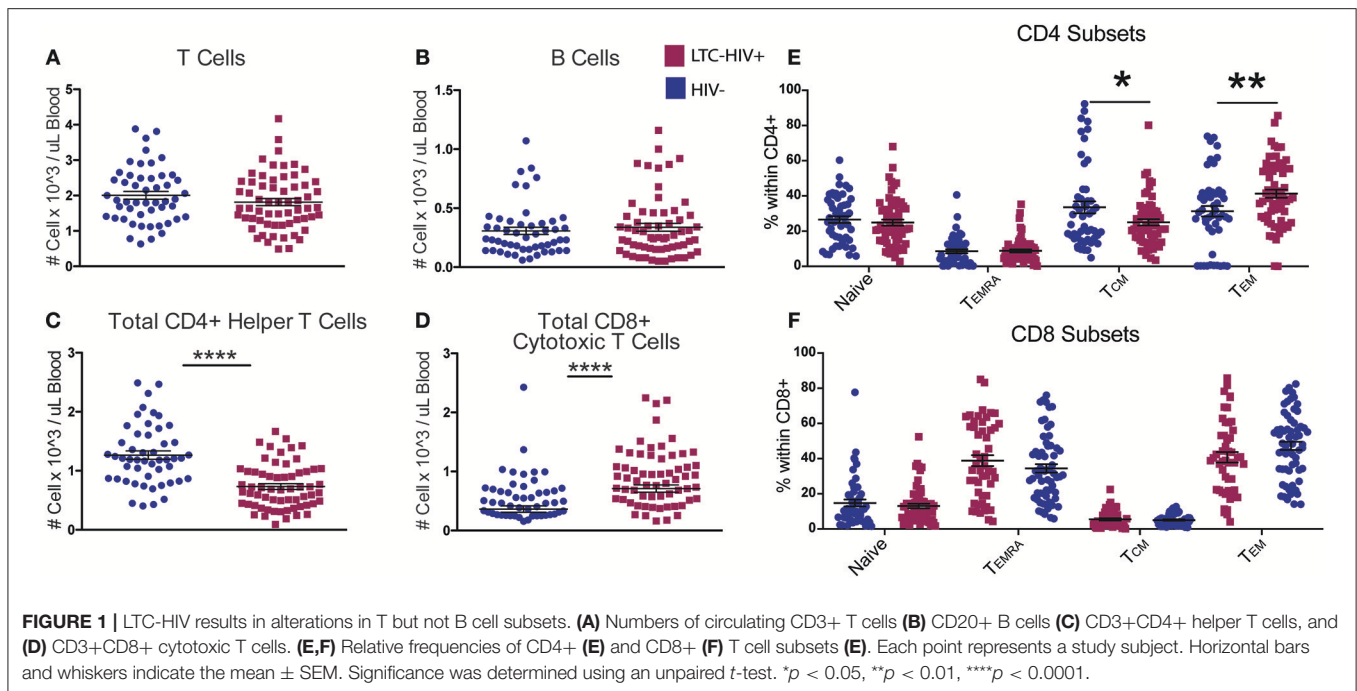 A
T Cells
# Cell x 10^3 / uL Blood
5
4
3
2
1
0
B
B Cells
LTC-HIV+
HIV-
# Cell x 10^3 / uL Blood
1.5
1.0
0.5
0.0
E
CD4 Subsets
*
**
% within CD4+
100
80
60
40
20
0
Naive
TEMRA
TCM
TEM
C
Total CD4+ Helper T Cells
****
# Cell x 10^3 / uL Blood
3
2
1
0
D
Total CD8+
Cytotoxic T Cells
****
# Cell x 10^3 / uL Blood
3
2
1
0
F
CD8 Subsets
% within CD8+
100
80
60
40
20
0
Naive
TEMRA
TCM
TEM
FIGURE 1 | LTC-HIV results in alterations in T but not B cell subsets. (A) Numbers of circulating CD3+ T cells (B) CD20+ B cells (C) CD3+CD4+ helper T cells, and
(D) CD3+CD8+ cytotoxic T cells. (E,F) Relative frequencies of CD4+ (E) and CD8+ (F) T cell subsets (E). Each point represents a study subject. Horizontal bars
and whiskers indicate the mean ± SEM. Significance was determined using an unpaired t-test. *p < 0.05, **p < 0.01, ****p < 0.0001.